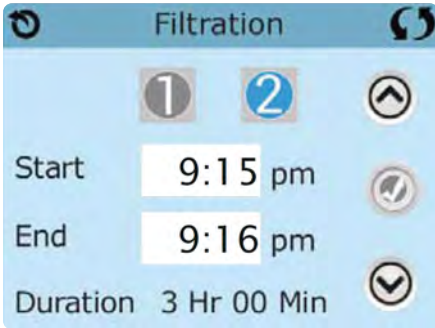 Filtration
1 2
Start 9:15 pm
End 9:16 pm
Duration 3 Hr 00 Min